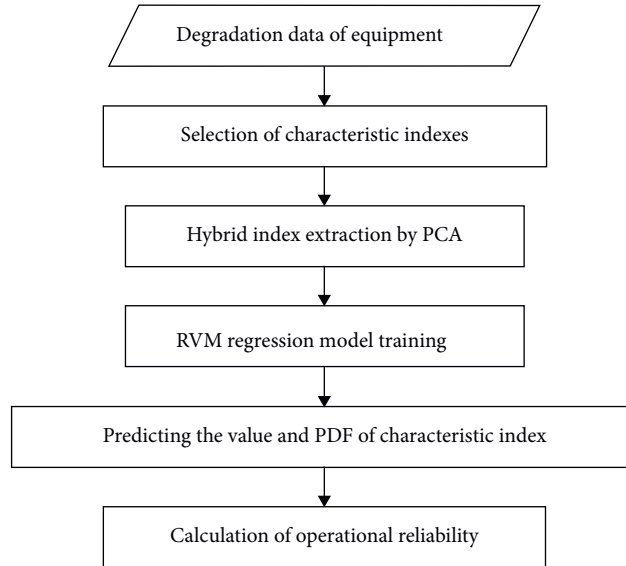 Degradation data of equipment
Selection of characteristic indexes
Hybrid index extraction by PCA
RVM regression model training
Predicting the value and PDF of characteristic index
Calculation of operational reliability